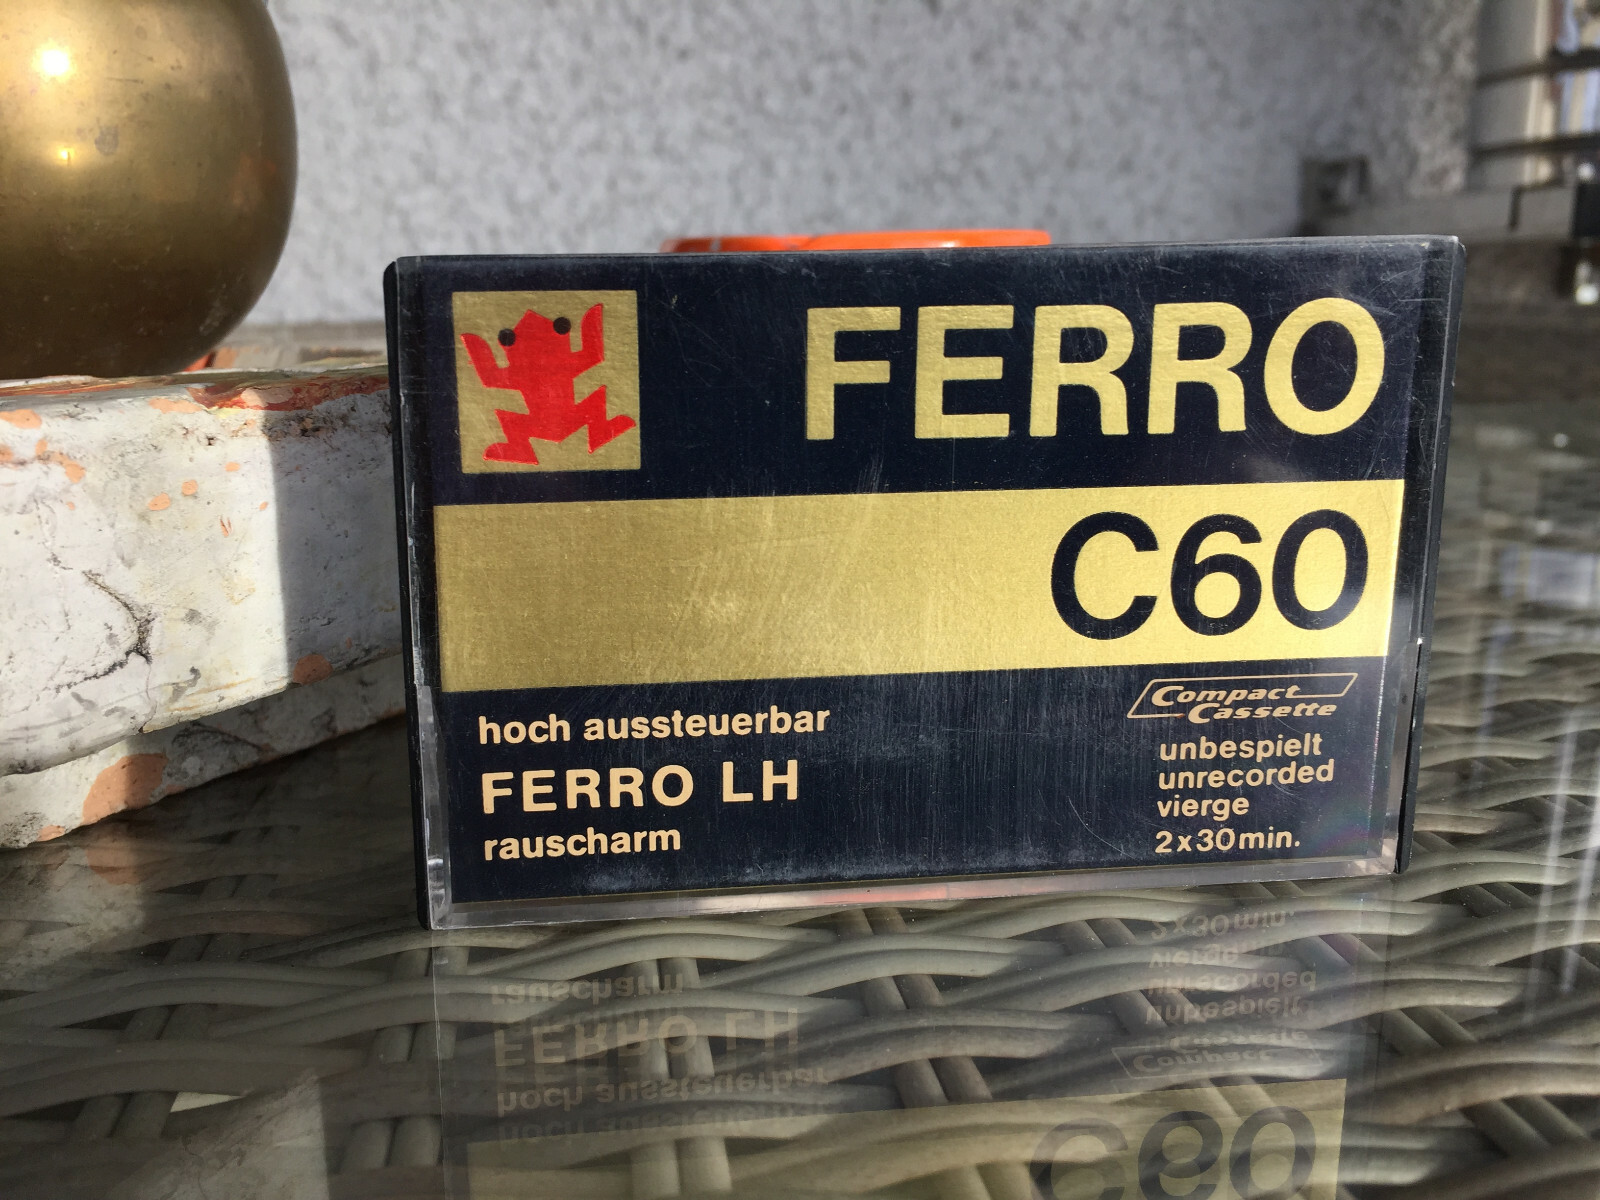 FERRO
C60
hoch aussteuerbar
FERRO LH
rauscharm
Compact
Cassette
unbespielt
unrecorded
vierge
2x30min.